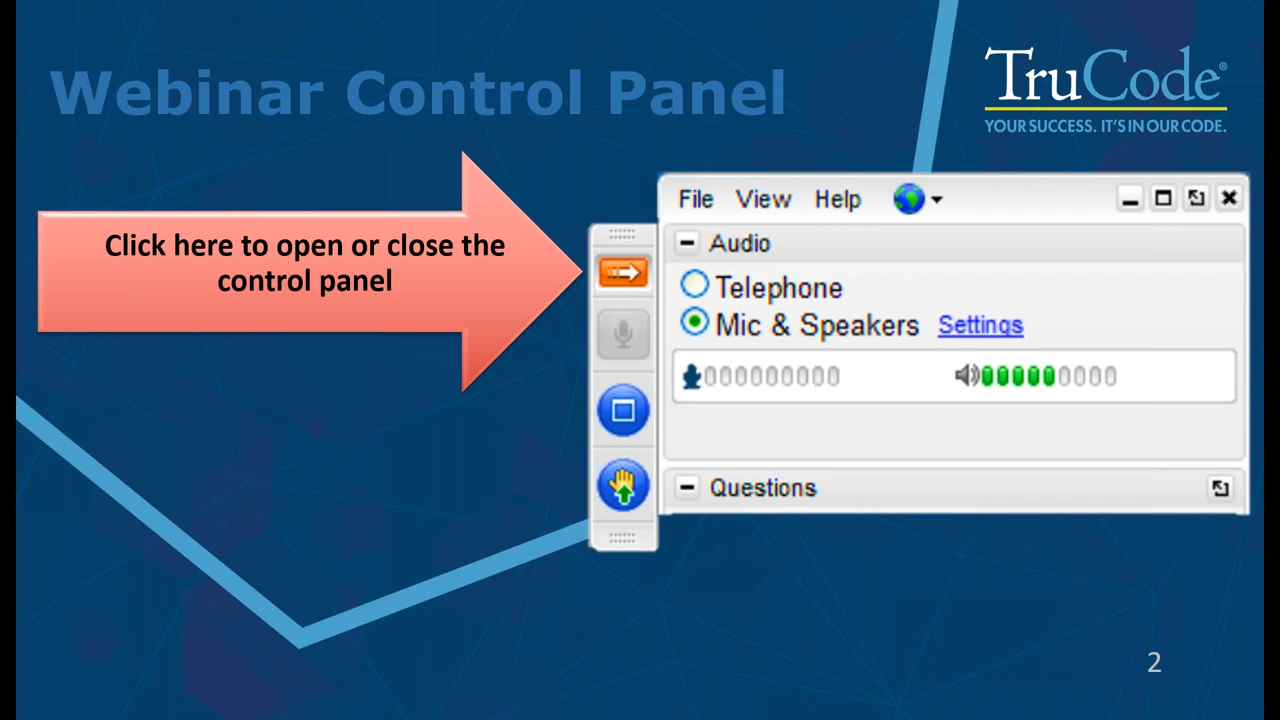 Webinar Control Panel
TruCode®
YOUR SUCCESS. IT'S IN OUR CODE.
Click here to open or close the
control panel
File View Help
Audio
Telephone
Mic & Speakers Settings
Questions
2